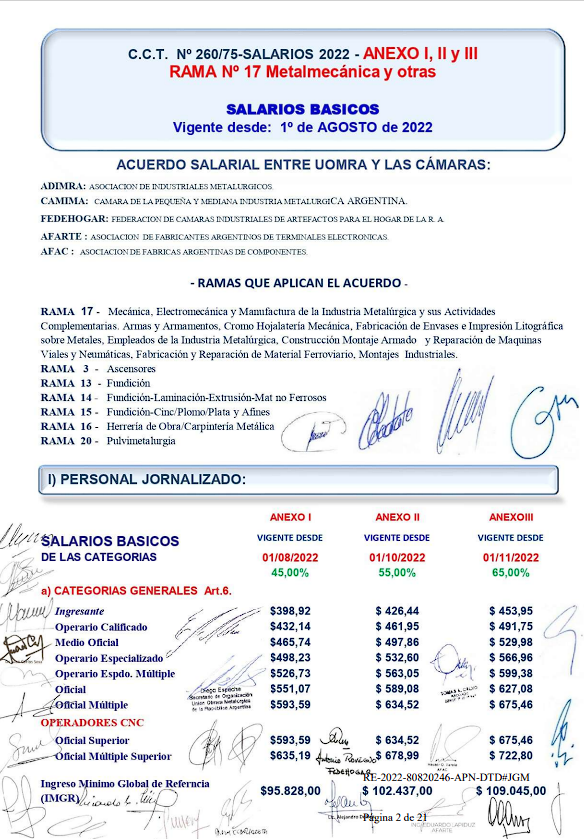 C.C.T. Nº 260/75-SALARIOS 2022 - ANEXO I, II y III
RAMA Nº 17 Metalmecánica y otras
SALARIOS BASICOS
Vigente desde: 1º de AGOSTO de 2022
ACUERDO SALARIAL ENTRE UOMRA Y LAS CÁMARAS:
ADIMRA: ASOCIACION DE INDUSTRIALES METALURGICOS.
CAMIMA: CAMARA DE LA PEQUEÑA Y MEDIANA INDUSTRIA METALURGICA ARGENTINA.
FEDEHOGAR: FEDERACION DE CAMARAS INDUSTRIALES DE ARTEFACTOS PARA EL HOGAR DE LA R. A.
AFARTE : ASOCIACION DE FABRICANTES ARGENTINOS DE TERMINALES ELECTRONICAS.
AFAC : ASOCIACION DE FABRICAS ARGENTINAS DE COMPONENTES.
- RAMAS QUE APLICAN EL ACUERDO -
RAMA 17 - Mecánica, Electromecánica y Manufactura de la Industria Metalúrgica y sus Actividades
Complementarias. Armas y Armamentos, Cromo Hojalatería Mecánica, Fabricación de Envases e Impresión Litográfica
sobre Metales, Empleados de la Industria Metalúrgica, Construcción Montaje Armado y Reparación de Maquinas
Viales y Neumáticas, Fabricación y Reparación de Material Ferroviario, Montajes Industriales.
RAMA 3 - Ascensores
RAMA 13 - Fundición
RAMA 14 - Fundición-Laminación-Extrusión-Mat no Ferrosos
RAMA 15 - Fundición-Cinc/Plomo/Plata y Afines
RAMA 16 - Herrería de Obra/Carpintería Metálica
RAMA 20 - Pulvimetalurgia
I) PERSONAL JORNALIZADO:
ANEXO I ANEXO II ANEXOIII
SALARIOS BASICOS VIGENTE DESDE VIGENTE DESDE VIGENTE DESDE
DE LAS CATEGORIAS 01/08/2022 01/10/2022 01/11/2022
45,00% 55,00% 65,00%
a) CATEGORIAS GENERALES Art.6.
Ingresante $398,92 $ 426,44 $ 453,95
Operario Calificado $432,14 $ 461,95 $ 491,75
Medio Oficial $465,74 $ 497,86 $ 529,98
Operario Especializado $498,23 $ 532,60 $ 566,96
Operario Espdo. Múltiple $526,73 $ 563,05 $ 599,38
Oficial $551,07 $ 589,08 $ 627,08
Oficial Múltiple $593,59 $ 634,52 $ 675,46
Diego Espeche
Secretario de Organización
Unión Obrera Metalúrgica
de la República Argentina
OPERADORES CNC
Oficial Superior $593,59 $ 634,52 $ 675,46
Oficial Múltiple Superior $635,19 $ 678,99 $ 722,80
FEDEHOGAR
AFAC
RE-2022-80820246-APN-DTD#JGM
Ingreso Mínimo Global de Referncia
(IMGR) $95.828,00 $ 102.437,00 $ 109.045,00
Página 2 de 21
AFARTE